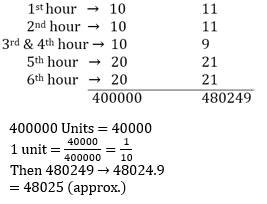 1st hour → 10 11
2nd hour → 10 11
3rd & 4th hour → 10 9
5th hour → 20 21
6th hour → 20 21
400000 480249
400000 Units = 40000
1 unit = 40000/400000 = 1/10
Then 480249 → 48024.9
= 48025 (approx.)